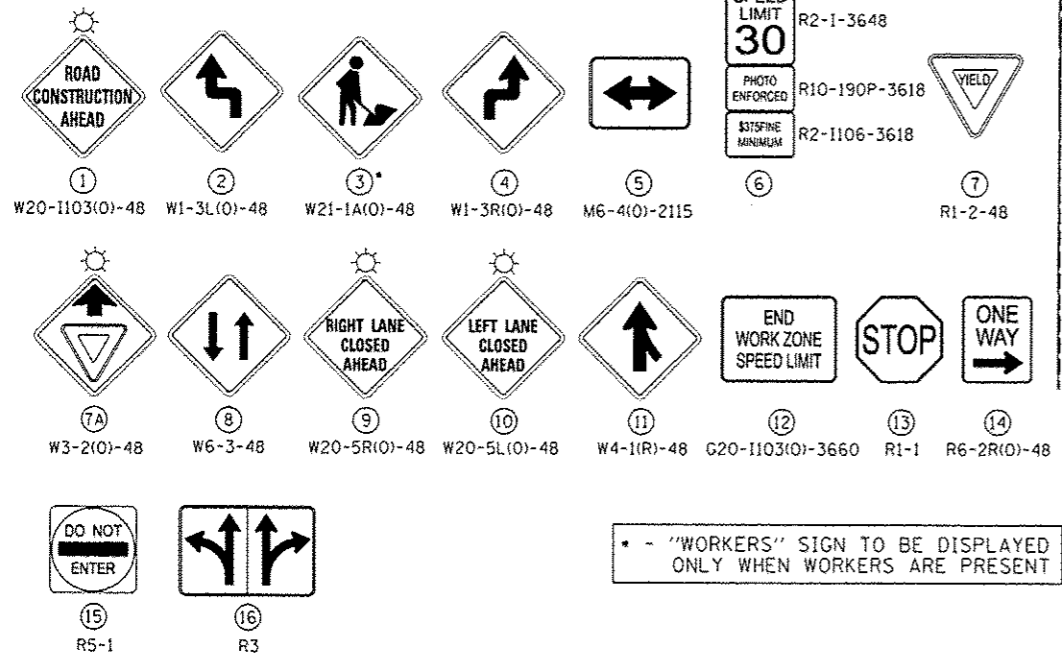 ROAD
CONSTRUCTION
AHEAD
1
W20-I103(O)-48
2
W1-3L(O)-48
3*
W21-1A(O)-48
4
W1-3R(O)-48
5
M6-4(O)-2115
SPEED
LIMIT
30
R2-I-3648
PHOTO
ENFORCED
R10-190P-3618
$375FINE
MINIMUM
R2-I106-3618
6
YIELD
7
R1-2-48
7A
W3-2(O)-48
8
W6-3-48
RIGHT LANE
CLOSED
AHEAD
9
W20-5R(O)-48
LEFT LANE
CLOSED
AHEAD
10
W20-5L(O)-48
11
W4-1(R)-48
END
WORK ZONE
SPEED LIMIT
12
G20-I103(O)-3660
STOP
13
R1-1
ONE
WAY
14
R6-2R(O)-48
DO NOT
ENTER
15
R5-1
16
R3
* - "WORKERS" SIGN TO BE DISPLAYED
ONLY WHEN WORKERS ARE PRESENT